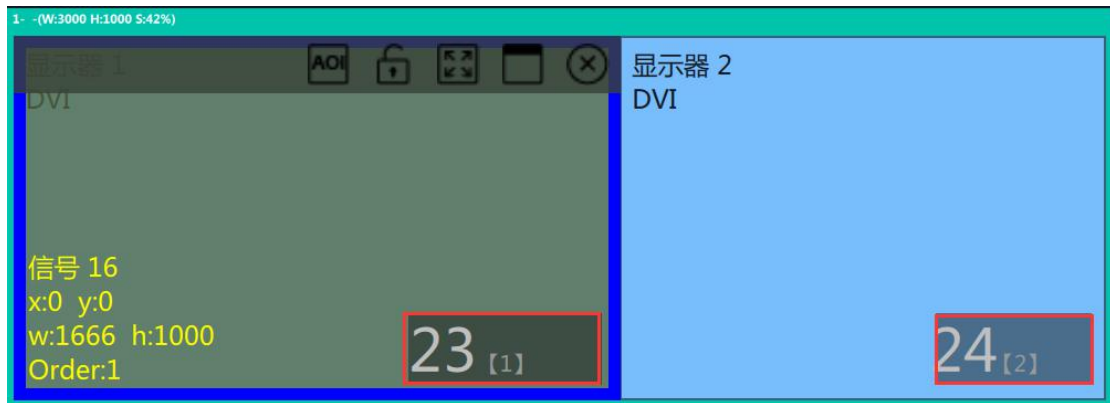 1-  -(W:3000 H:1000 S:42%)
显示器 1
DVI
AOI
信号 16
x:0  y:0
w:1666  h:1000
Order:1
23【1】
显示器 2
DVI
24【2】